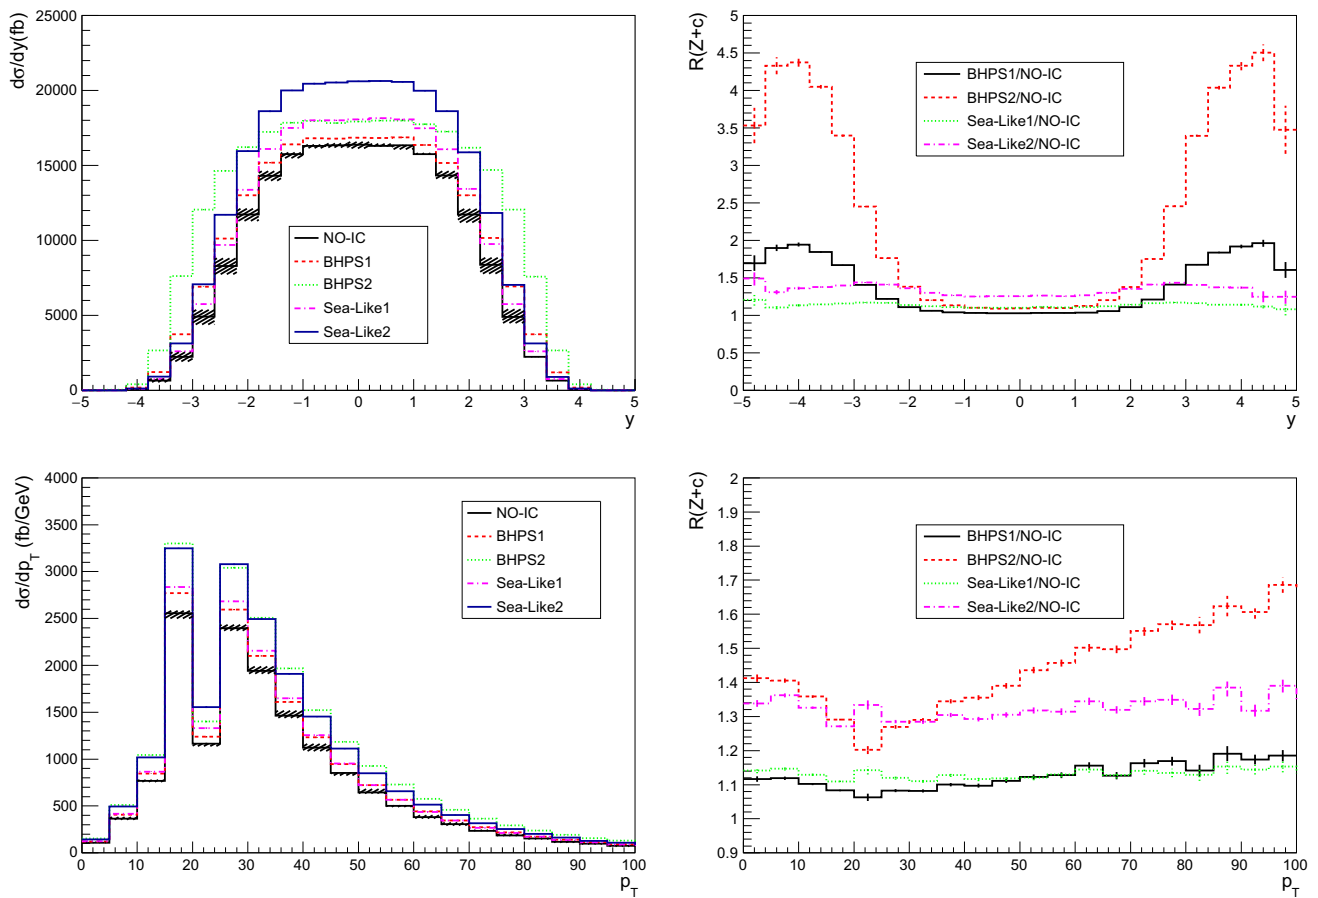 dσ/dy(fb)
25000
20000
15000
10000
5000
0
−5 −4 −3 −2 −1 0 1 2 3 4 5
y
NO-IC
BHPS1
BHPS2
Sea-Like1
Sea-Like2
R(Z+c)
5
4.5
4
3.5
3
2.5
2
1.5
1
0.5
0
−5 −4 −3 −2 −1 0 1 2 3 4 5
y
BHPS1/NO-IC
BHPS2/NO-IC
Sea-Like1/NO-IC
Sea-Like2/NO-IC
dσ/dp_T (fb/GeV)
4000
3500
3000
2500
2000
1500
1000
500
0
0 10 20 30 40 50 60 70 80 90 100
p_T
NO-IC
BHPS1
BHPS2
Sea-Like1
Sea-Like2
R(Z+c)
2
1.9
1.8
1.7
1.6
1.5
1.4
1.3
1.2
1.1
1
0.9
0 10 20 30 40 50 60 70 80 90 100
p_T
BHPS1/NO-IC
BHPS2/NO-IC
Sea-Like1/NO-IC
Sea-Like2/NO-IC